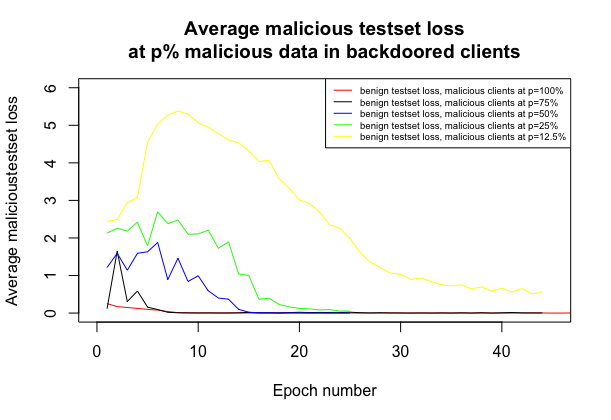 Average malicious testset loss
at p% malicious data in backdoored clients
Average malicioustestset loss
6
5
4
3
2
1
0
benign testset loss, malicious clients at p=100%
benign testset loss, malicious clients at p=75%
benign testset loss, malicious clients at p=50%
benign testset loss, malicious clients at p=25%
benign testset loss, malicious clients at p=12.5%
0 10 20 30 40
Epoch number